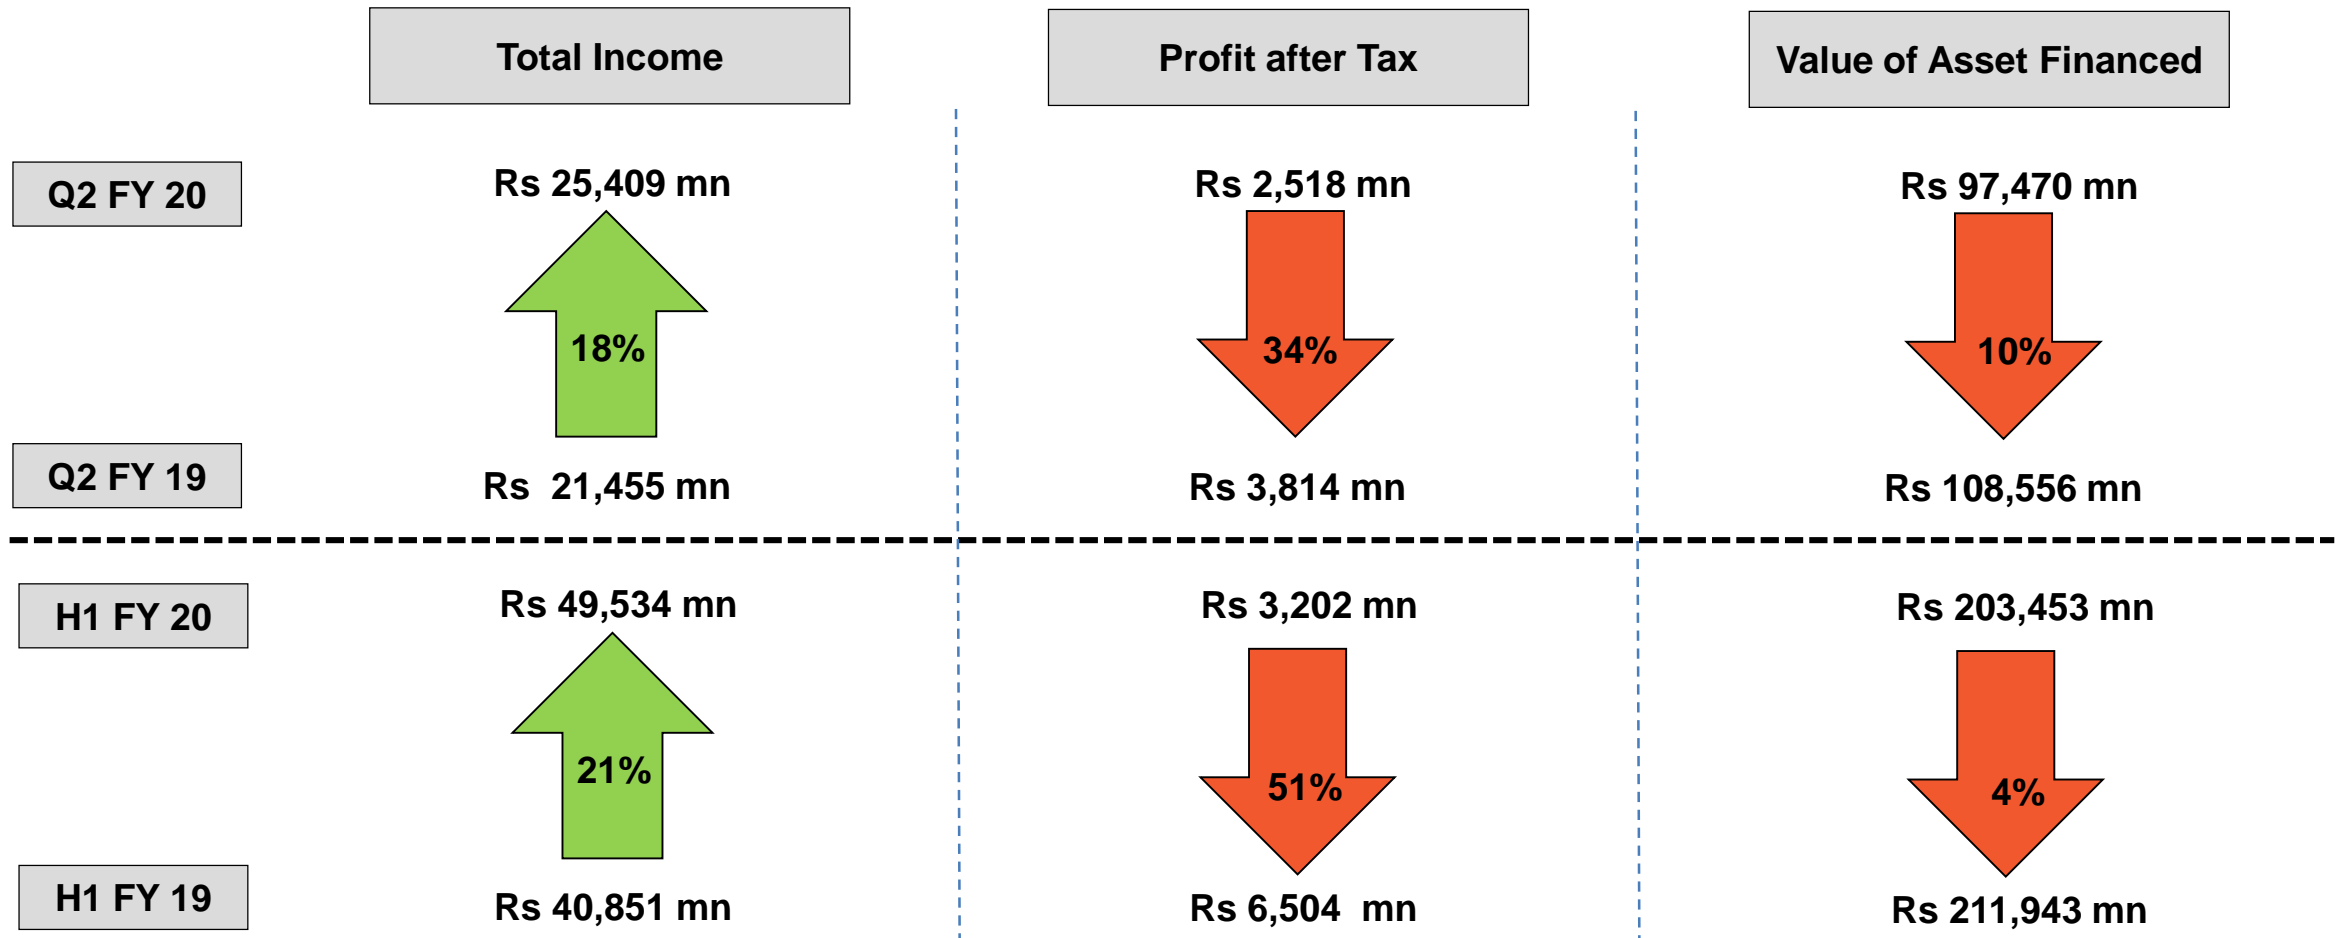 Total Income
Profit after Tax
Value of Asset Financed
Q2 FY 20
Rs 25,409 mn
Rs 2,518 mn
Rs 97,470 mn
18%
34%
10%
Q2 FY 19
Rs  21,455 mn
Rs 3,814 mn
Rs 108,556 mn
H1 FY 20
Rs 49,534 mn
Rs 3,202 mn
Rs 203,453 mn
21%
51%
4%
H1 FY 19
Rs 40,851 mn
Rs 6,504  mn
Rs 211,943 mn